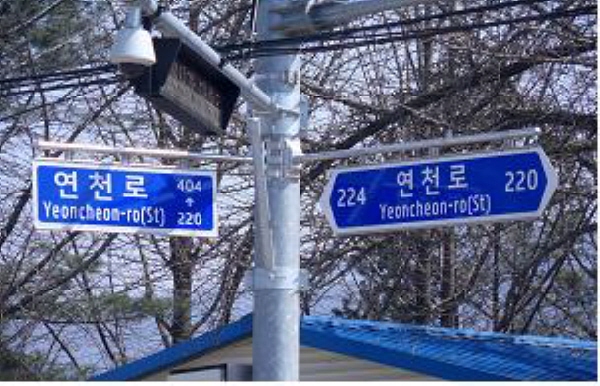 연천로 404
Yeoncheon-ro(St) ↑
220
224 연천로 220
Yeoncheon-ro(St)